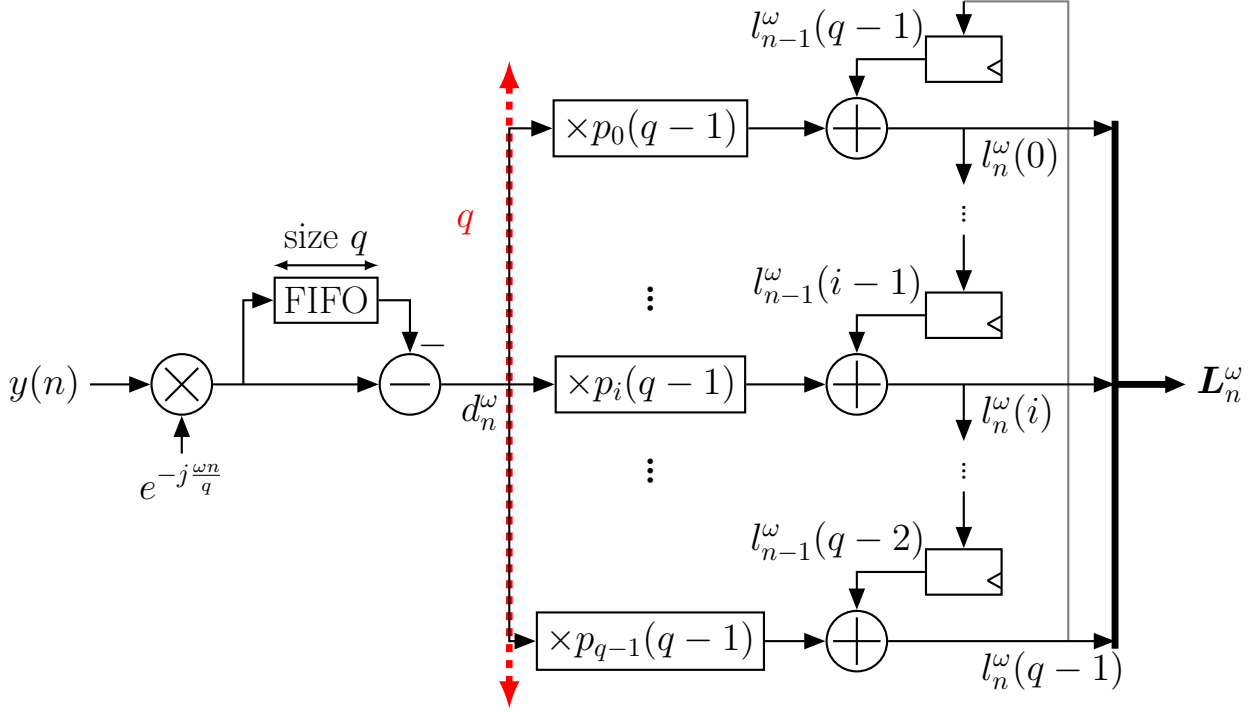 l^ω_{n−1}(q − 1)
×p_0(q − 1)
l^ω_n(0)
...
q
size q
FIFO
l^ω_{n−1}(i − 1)
...
−
y(n)
×p_i(q − 1)
L^ω_n
d^ω_n
l^ω_n(i)
...
...
e^{−j\frac{ωn}{q}}
l^ω_{n−1}(q − 2)
×p_{q−1}(q − 1)
l^ω_n(q − 1)